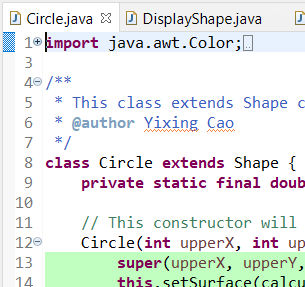 Circle.java DisplayShape.java
1 import java.awt.Color;
3
4 /**
5 * This class extends Shape c
6 * @author Yixing Cao
7 */
8 class Circle extends Shape {
9 private static final doub
10
11 // This constructor will
12 Circle(int upperX, int up
13 super(upperX, upperY,
14 this.setSurface(calcu